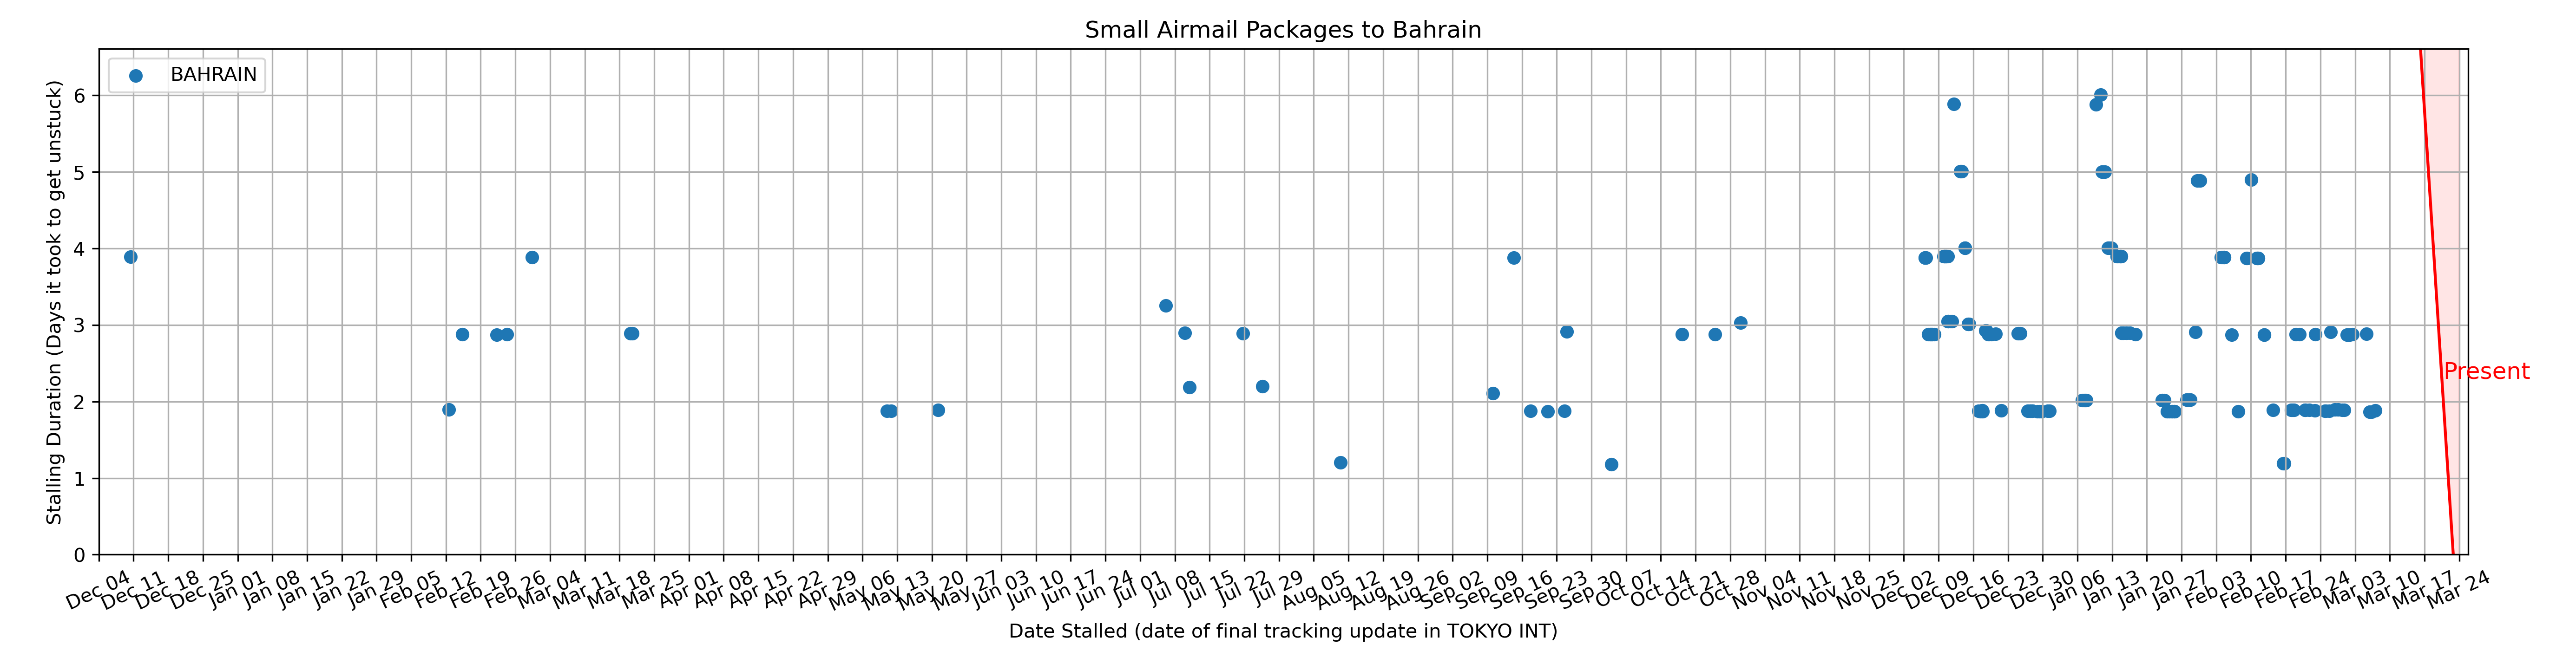 Small Airmail Packages to Bahrain
BAHRAIN
Stalling Duration (Days it took to get unstuck)
6
5
4
3
2
1
0
Present
Dec 04
Dec 11
Dec 18
Dec 25
Jan 01
Jan 08
Jan 15
Jan 22
Jan 29
Feb 05
Feb 12
Feb 19
Feb 26
Mar 04
Mar 11
Mar 18
Mar 25
Apr 01
Apr 08
Apr 15
Apr 22
Apr 29
May 06
May 13
May 20
May 27
Jun 03
Jun 10
Jun 17
Jun 24
Jul 01
Jul 08
Jul 15
Jul 22
Jul 29
Aug 05
Aug 12
Aug 19
Aug 26
Sep 02
Sep 09
Sep 16
Sep 23
Sep 30
Oct 07
Oct 14
Oct 21
Oct 28
Nov 04
Nov 11
Nov 18
Nov 25
Dec 02
Dec 09
Dec 16
Dec 23
Dec 30
Jan 06
Jan 13
Jan 20
Jan 27
Feb 03
Feb 10
Feb 17
Feb 24
Mar 03
Mar 10
Mar 17
Mar 24
Date Stalled (date of final tracking update in TOKYO INT)